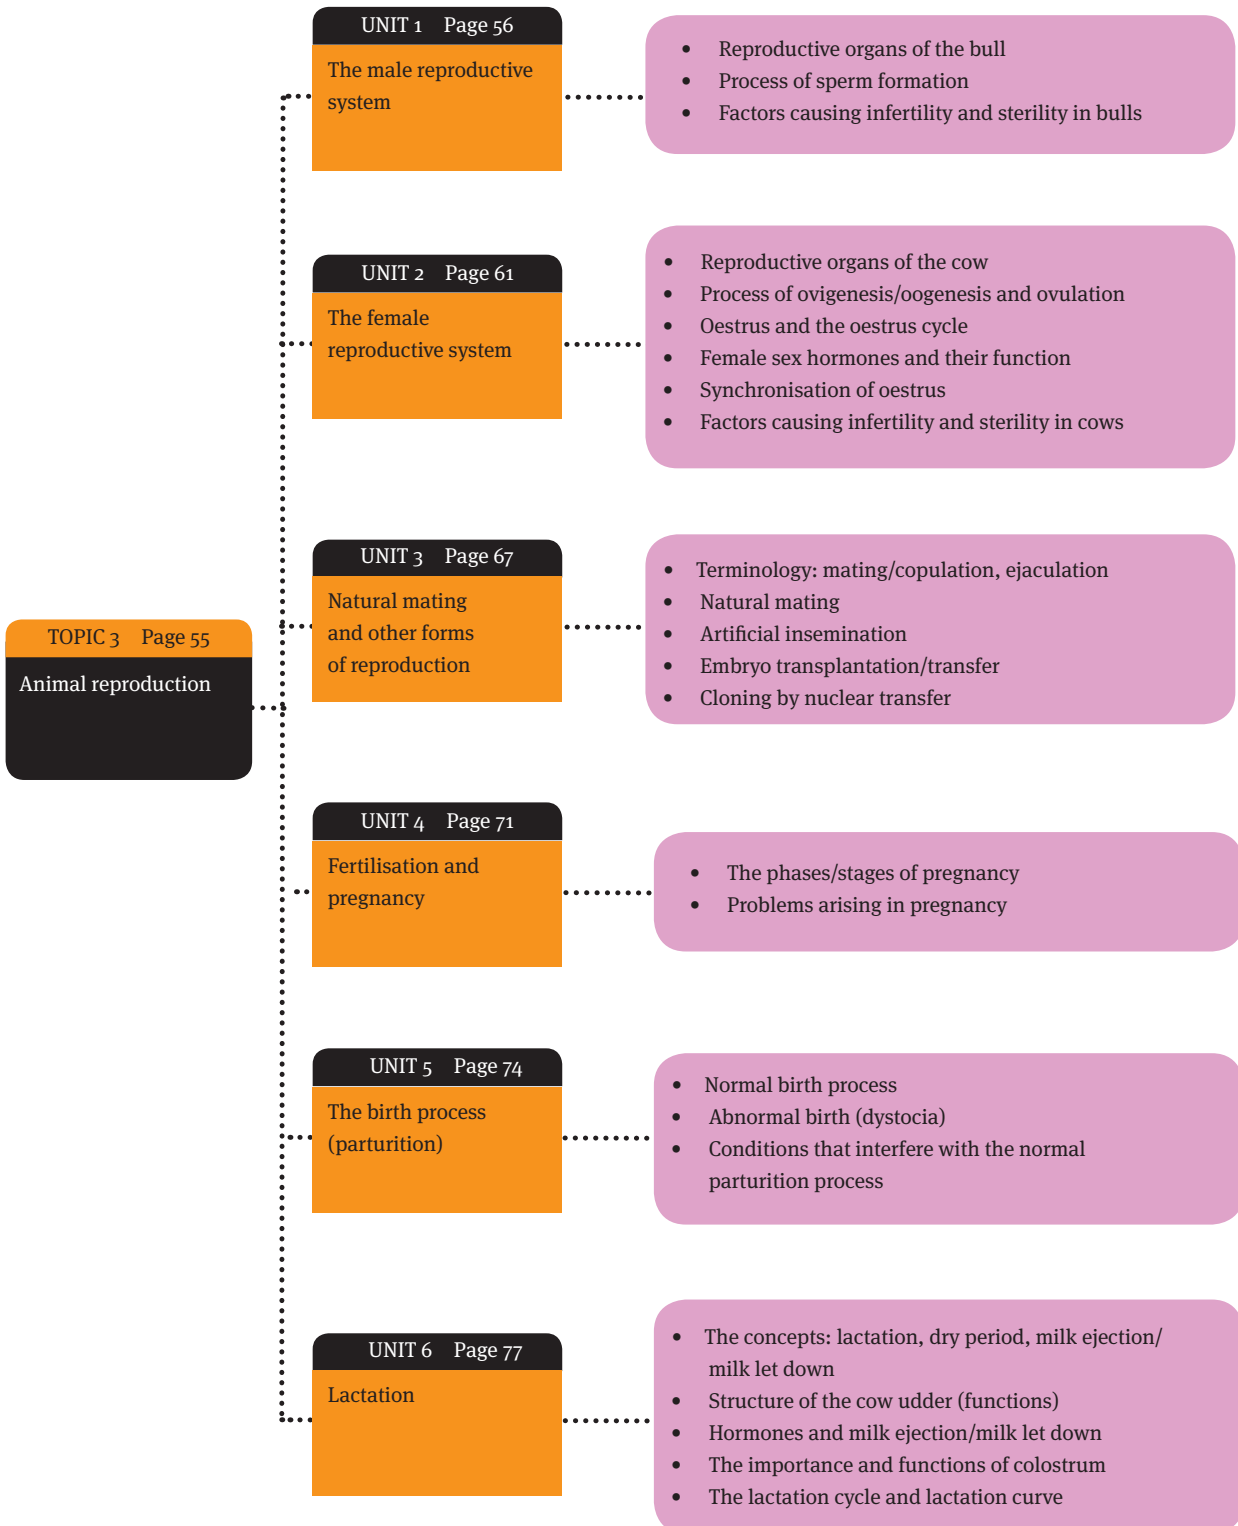 TOPIC 3 Page 55
Animal reproduction
UNIT 1 Page 56
The male reproductive
system
• Reproductive organs of the bull
• Process of sperm formation
• Factors causing infertility and sterility in bulls
UNIT 2 Page 61
The female
reproductive system
• Reproductive organs of the cow
• Process of ovigenesis/oogenesis and ovulation
• Oestrus and the oestrus cycle
• Female sex hormones and their function
• Synchronisation of oestrus
• Factors causing infertility and sterility in cows
UNIT 3 Page 67
Natural mating
and other forms
of reproduction
• Terminology: mating/copulation, ejaculation
• Natural mating
• Artificial insemination
• Embryo transplantation/transfer
• Cloning by nuclear transfer
UNIT 4 Page 71
Fertilisation and
pregnancy
• The phases/stages of pregnancy
• Problems arising in pregnancy
UNIT 5 Page 74
The birth process
(parturition)
• Normal birth process
• Abnormal birth (dystocia)
• Conditions that interfere with the normal
parturition process
UNIT 6 Page 77
Lactation
• The concepts: lactation, dry period, milk ejection/
milk let down
• Structure of the cow udder (functions)
• Hormones and milk ejection/milk let down
• The importance and functions of colostrum
• The lactation cycle and lactation curve